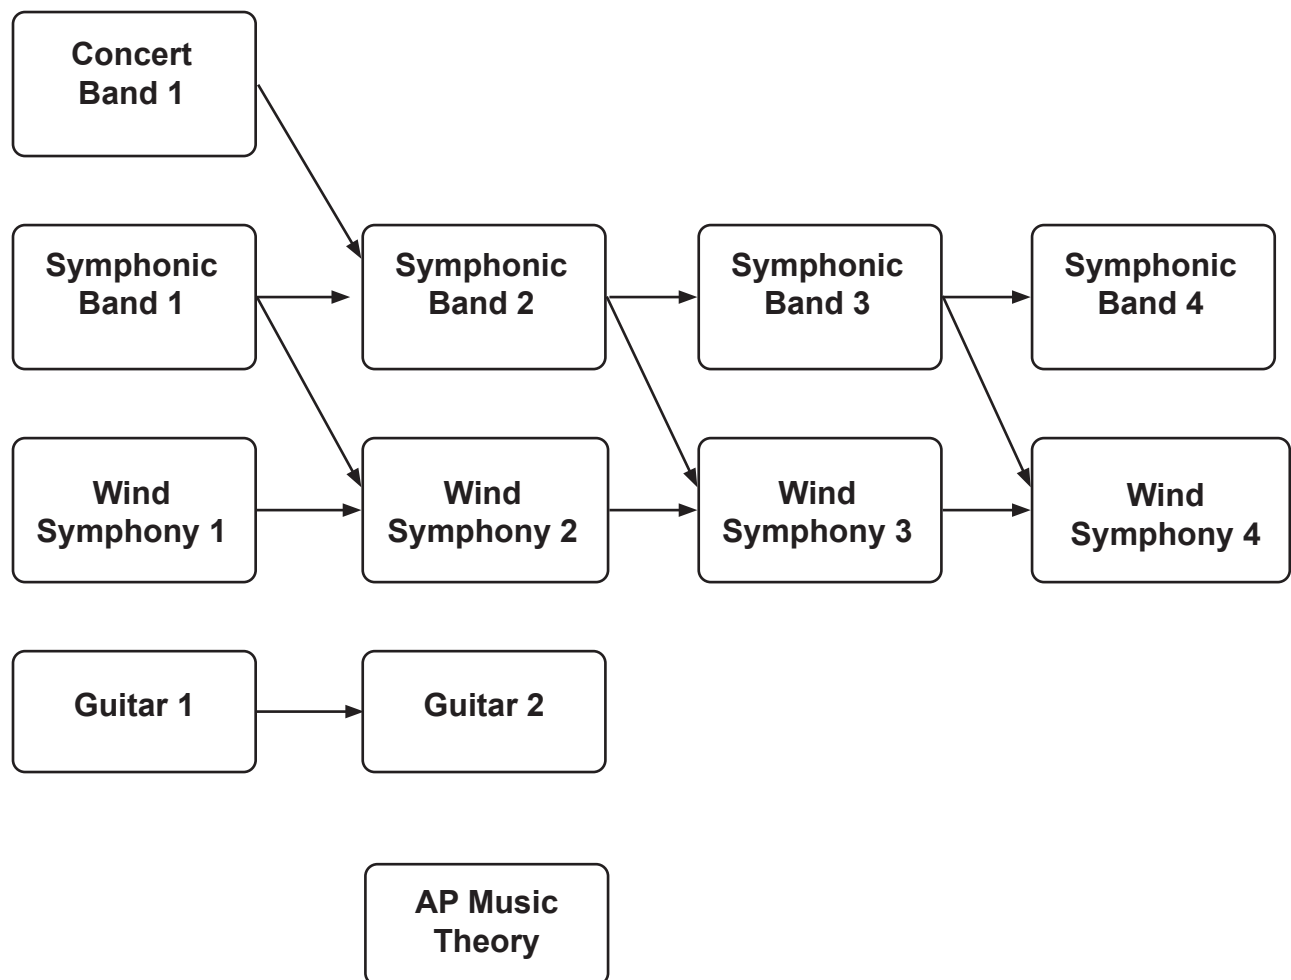 Concert
Band 1
Symphonic
Band 1
Symphonic
Band 2
Symphonic
Band 3
Symphonic
Band 4
Wind
Symphony 1
Wind
Symphony 2
Wind
Symphony 3
Wind
Symphony 4
Guitar 1
Guitar 2
AP Music
Theory